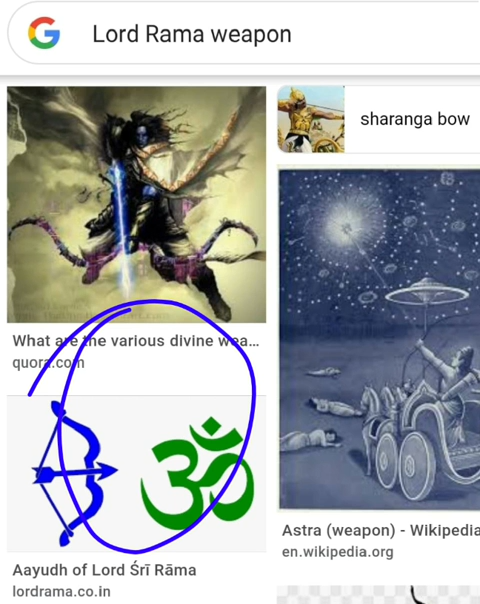 Lord Rama weapon
sharanga bow
What are the various divine wea...
quora.com
ॐ
Aayudh of Lord Śrī Rāma
lordrama.co.in
Astra (weapon) - Wikipedia
en.wikipedia.org